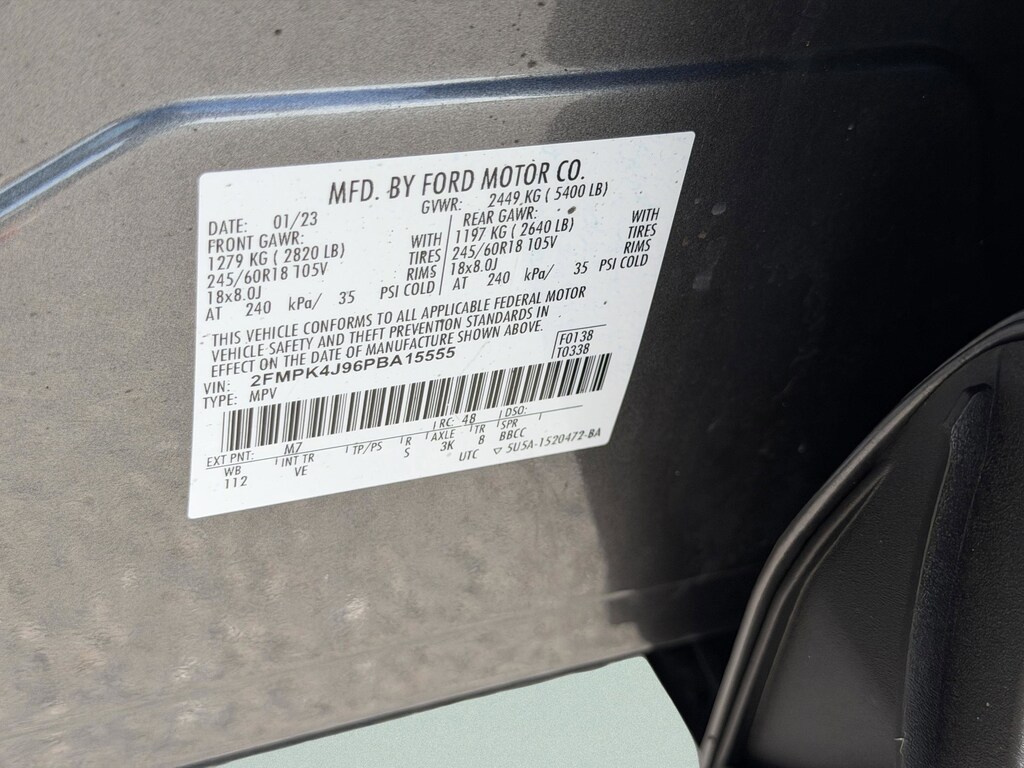 MFD. BY FORD MOTOR CO.
DATE: 01/23 GVWR: 2449 KG ( 5400 LB)
FRONT GAWR: WITH REAR GAWR: WITH
1279 KG ( 2820 LB) TIRES 1197 KG ( 2640 LB) TIRES
245/60R18 105V RIMS 245/60R18 105V RIMS
18x8.0J 18x8.0J
AT 240 kPa/ 35 PSI COLD AT 240 kPa/ 35 PSI COLD
THIS VEHICLE CONFORMS TO ALL APPLICABLE FEDERAL MOTOR
VEHICLE SAFETY AND THEFT PREVENTION STANDARDS IN
EFFECT ON THE DATE OF MANUFACTURE SHOWN ABOVE.
VIN: 2FMPK4J96PBA15555 F0138
TYPE: MPV T0338
EXT PNT: M7 RC: 48 DSO:
WB INT TR TP/PS R AXLE TR SPR
112 VE S 3K B BBCC
UTC ▽ 5U5A-1520472-BA